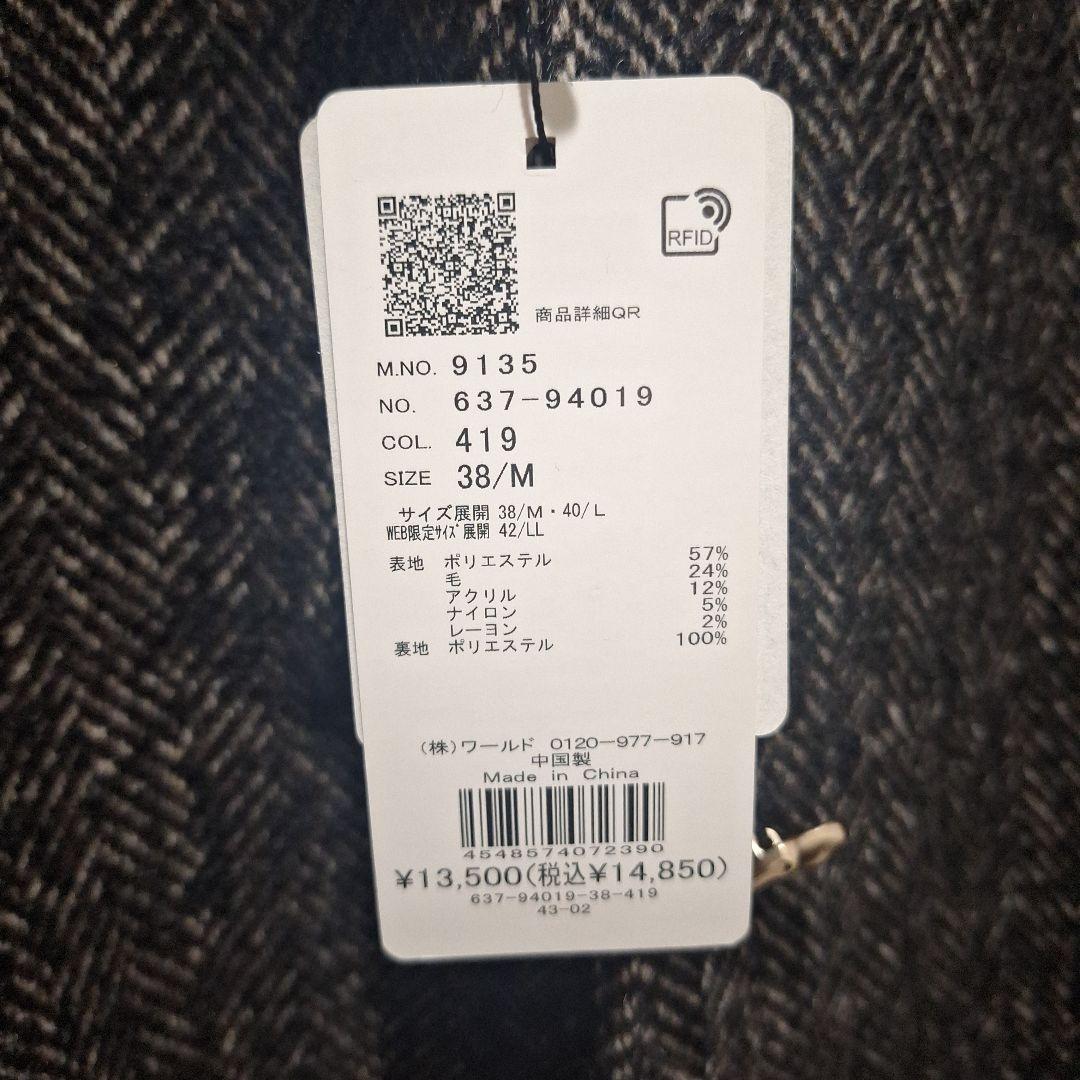 RFID
商品詳細QR
M.NO. 9135
NO. 637-94019
COL. 419
SIZE 38/M
サイズ展開 38/M・40/L
WEB限定ｻｲｽﾞ展開 42/LL
表地 ポリエステル 57%
毛 24%
アクリル 12%
ナイロン 5%
レーヨン 2%
裏地 ポリエステル 100%
(株)ワールド 0120-977-917
中国製
Made in China
4548574072390
¥13,500(税込¥14,850)
637-94019-38-419
43-02